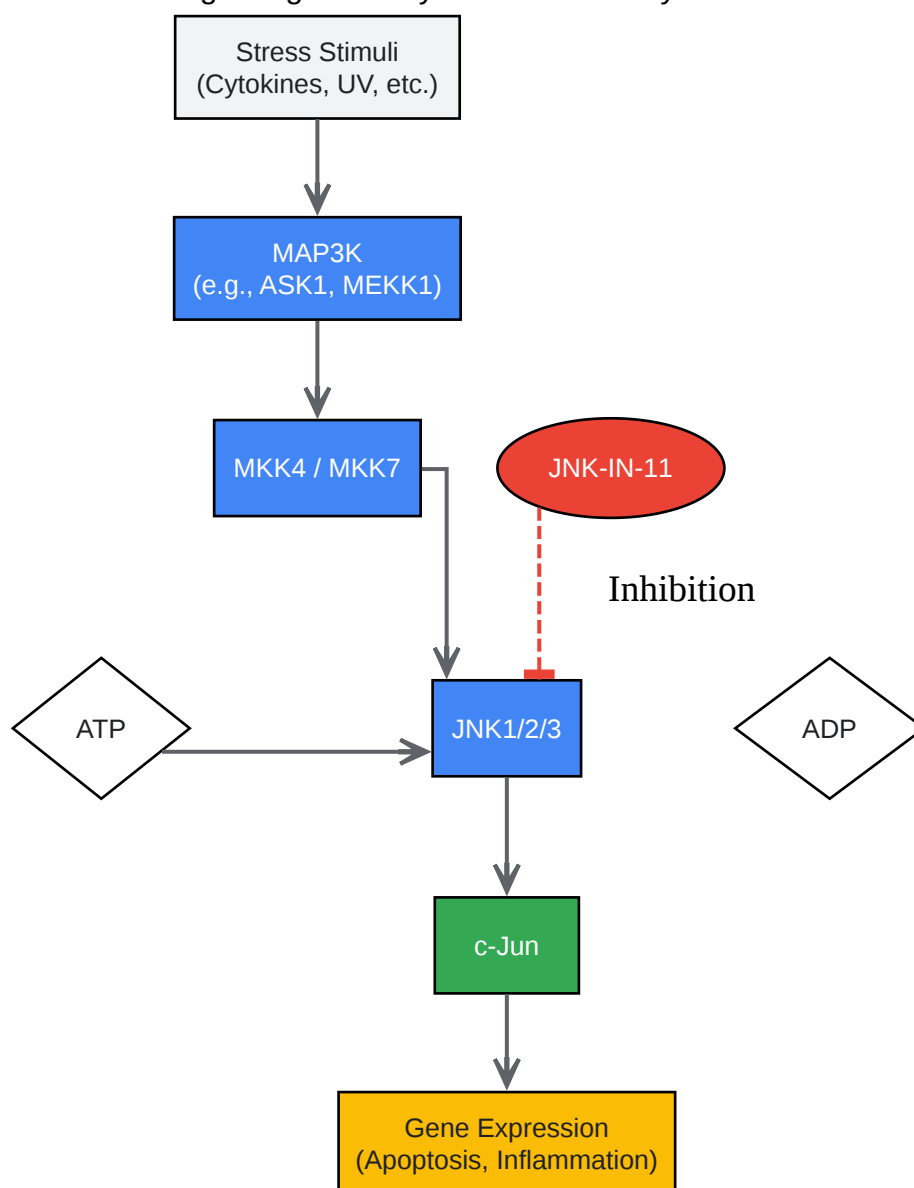 Stress Stimuli
(Cytokines, UV, etc.)
MAP3K
(e.g., ASK1, MEKK1)
MKK4 / MKK7
JNK-IN-11
Inhibition
ATP
JNK1/2/3
ADP
c-Jun
Gene Expression
(Apoptosis, Inflammation)